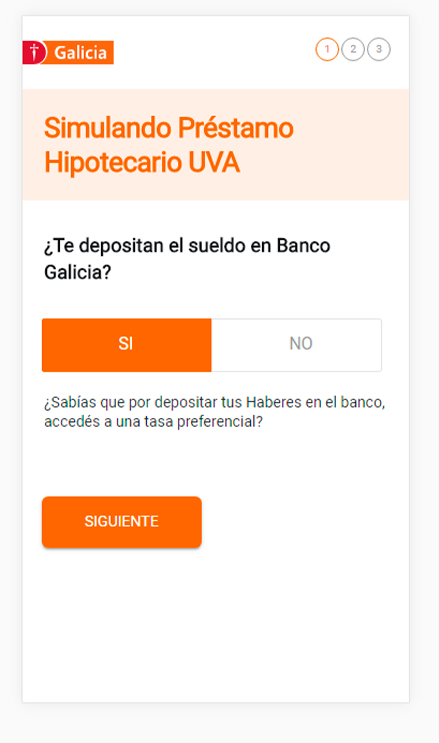 Galicia
1 2 3
Simulando Préstamo
Hipotecario UVA
¿Te depositan el sueldo en Banco
Galicia?
SI NO
¿Sabías que por depositar tus Haberes en el banco,
accedés a una tasa preferencial?
SIGUIENTE